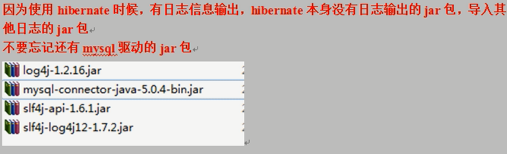 因为使用 hibernate 时候，有日志信息输出，hibernate 本身没有日志输出的 jar 包，导入其
他日志的 jar 包
不要忘记还有 mysql 驱动的 jar 包
log4j-1.2.16.jar
mysql-connector-java-5.0.4-bin.jar
slf4j-api-1.6.1.jar
slf4j-log4j12-1.7.2.jar